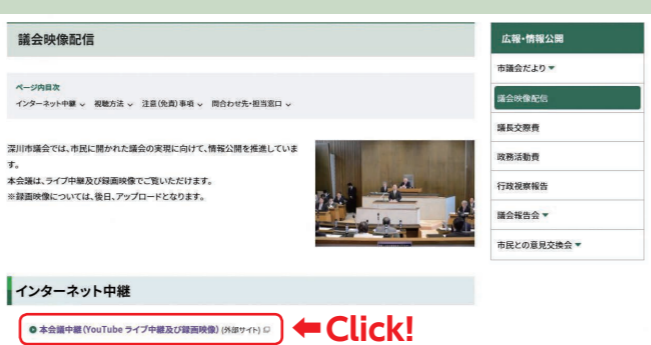 議会映像配信
ページ内目次
インターネット中継 視聴方法 注意(免責)事項 問合わせ先・担当窓口
深川市議会では、市民に開かれた議会の実現に向けて、情報公開を推進していま
す。
本会議は、ライブ中継及び録画映像でご覧いただけます。
※録画映像については、後日、アップロードとなります。
インターネット中継
本会議中継(YouTube ライブ中継及び録画映像) (外部サイト)
Click!
広報・情報公開
市議会だより
議会映像配信
議長交際費
政務活動費
行政視察報告
議会報告会
市民との意見交換会